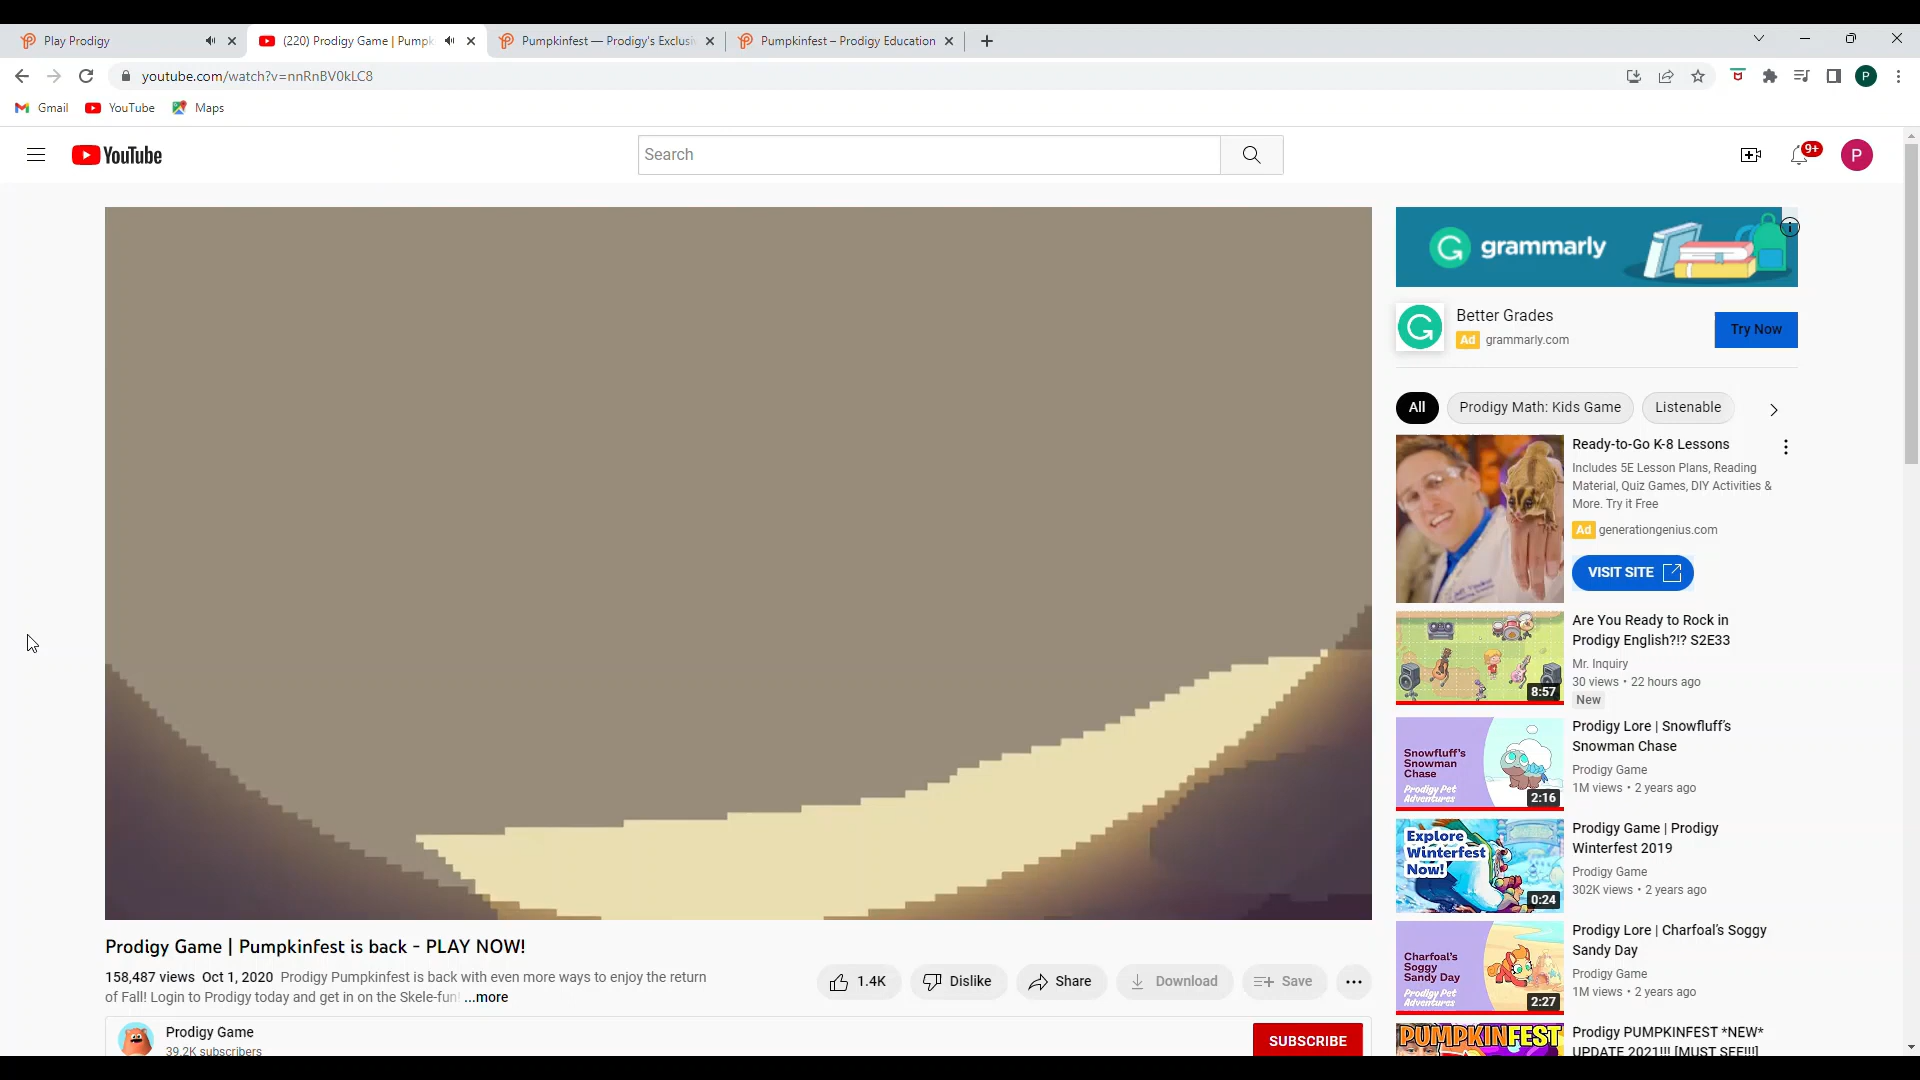 Play Prodigy
(220) Prodigy Game | Pumpk
Pumpkinfest — Prodigy's Exclusiv
Pumpkinfest – Prodigy Education
youtube.com/watch?v=nnRnBV0kLC8
P
Gmail
YouTube
Maps
YouTube
Search
9+
P
grammarly
Better Grades
Ad grammarly.com
Try Now
All
Prodigy Math: Kids Game
Listenable
Ready-to-Go K-8 Lessons
Includes 5E Lesson Plans, Reading
Material, Quiz Games, DIY Activities &
More. Try it Free
Ad generationgenius.com
VISIT SITE
8:57
Are You Ready to Rock in
Prodigy English?!? S2E33
Mr. Inquiry
30 views • 22 hours ago
New
Snowfluff's
Snowman
Chase
Prodigy Pet
Adventures
2:16
Prodigy Lore | Snowfluff's
Snowman Chase
Prodigy Game
1M views • 2 years ago
Explore
Winterfest
Now!
0:24
Prodigy Game | Prodigy
Winterfest 2019
Prodigy Game
302K views • 2 years ago
Charfoal's
Soggy
Sandy Day
Prodigy Pet
Adventures
2:27
Prodigy Lore | Charfoal's Soggy
Sandy Day
Prodigy Game
1M views • 2 years ago
PUMPKINFEST
Prodigy PUMPKINFEST *NEW*
UPDATE 2021!!! [MUST SEE!!!]
Prodigy Game | Pumpkinfest is back - PLAY NOW!
158,487 views Oct 1, 2020 Prodigy Pumpkinfest is back with even more ways to enjoy the return
of Fall! Login to Prodigy today and get in on the Skele-fun! ...more
1.4K
Dislike
Share
Download
Save
Prodigy Game
39.2K subscribers
SUBSCRIBE